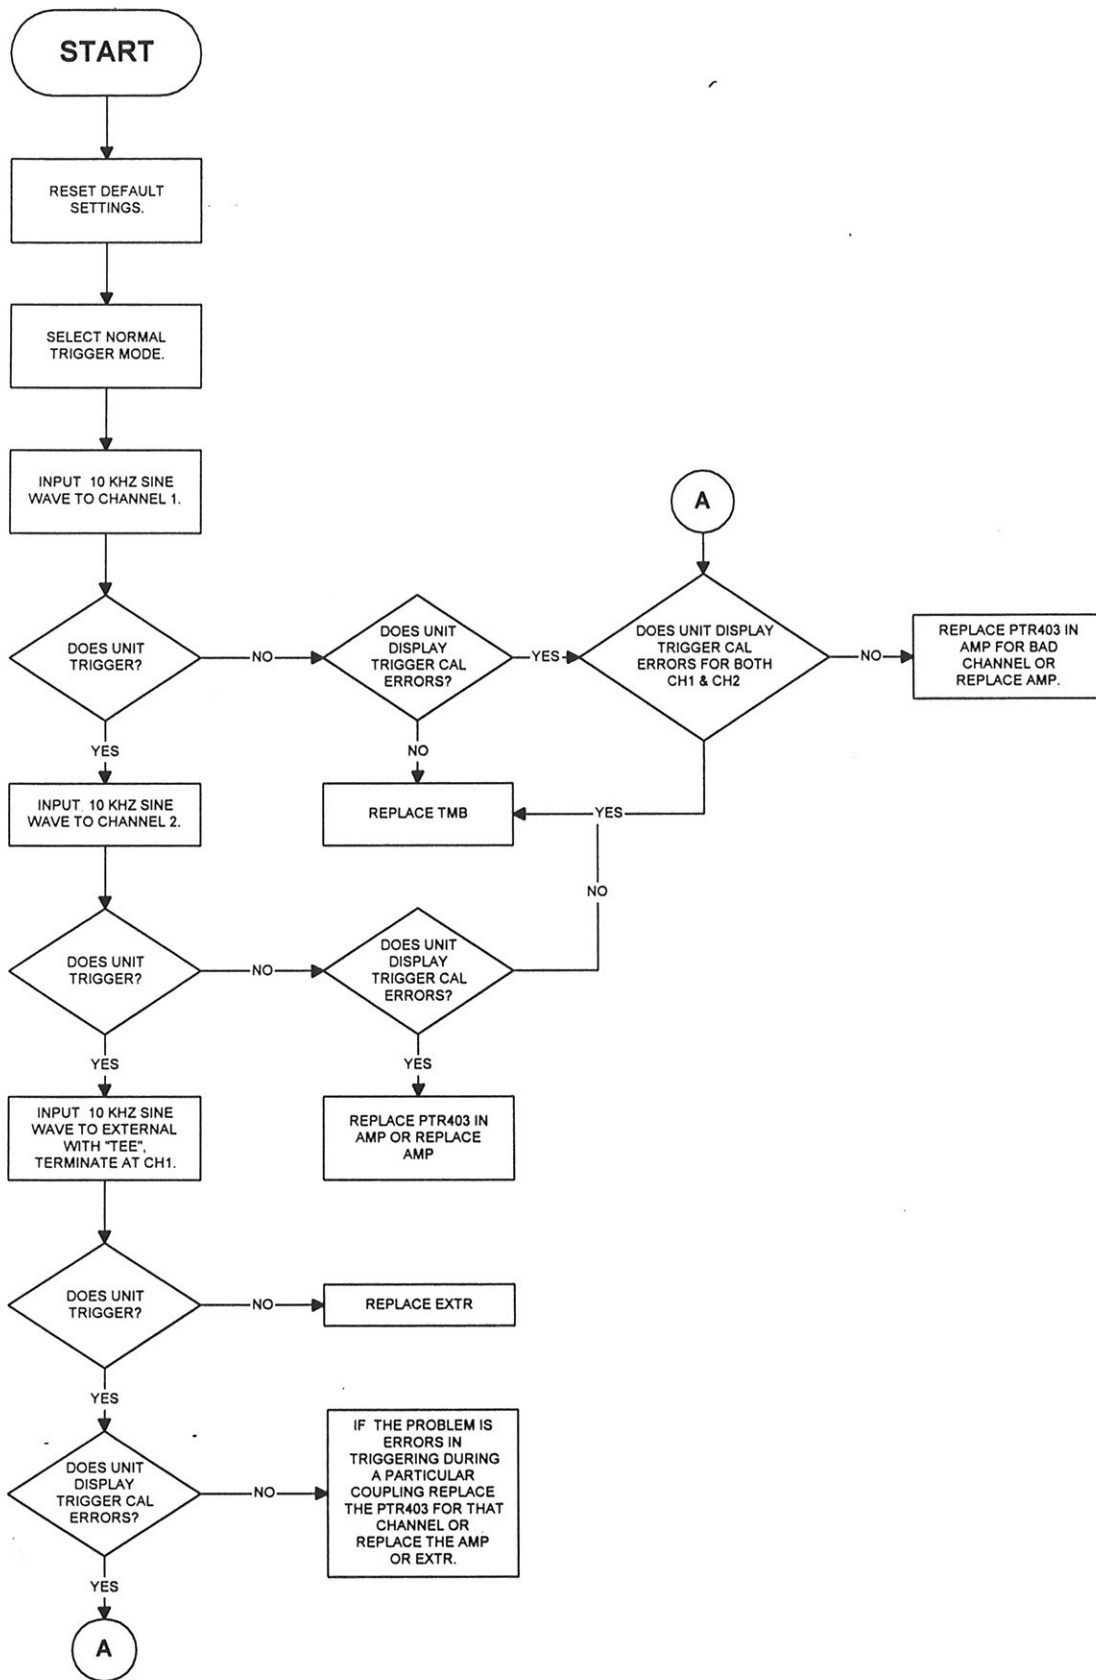 START
RESET DEFAULT
SETTINGS.
SELECT NORMAL
TRIGGER MODE.
INPUT 10 KHZ SINE
WAVE TO CHANNEL 1.
A
DOES UNIT
TRIGGER?
NO
DOES UNIT
DISPLAY
TRIGGER CAL
ERRORS?
YES
DOES UNIT DISPLAY
TRIGGER CAL
ERRORS FOR BOTH
CH1 & CH2
NO
REPLACE PTR403 IN
AMP FOR BAD
CHANNEL OR
REPLACE AMP.
YES
NO
INPUT. 10 KHZ SINE
WAVE TO CHANNEL 2.
REPLACE TMB
YES
NO
DOES UNIT
TRIGGER?
NO
DOES UNIT
DISPLAY
TRIGGER CAL
ERRORS?
YES
YES
INPUT 10 KHZ SINE
WAVE TO EXTERNAL
WITH "TEE",
TERMINATE AT CH1.
REPLACE PTR403 IN
AMP OR REPLACE
AMP
DOES UNIT
TRIGGER?
NO
REPLACE EXTR
YES
DOES UNIT
DISPLAY
TRIGGER CAL
ERRORS?
NO
IF THE PROBLEM IS
ERRORS IN
TRIGGERING DURING
A PARTICULAR
COUPLING REPLACE
THE PTR403 FOR THAT
CHANNEL OR
REPLACE THE AMP
OR EXTR.
YES
A